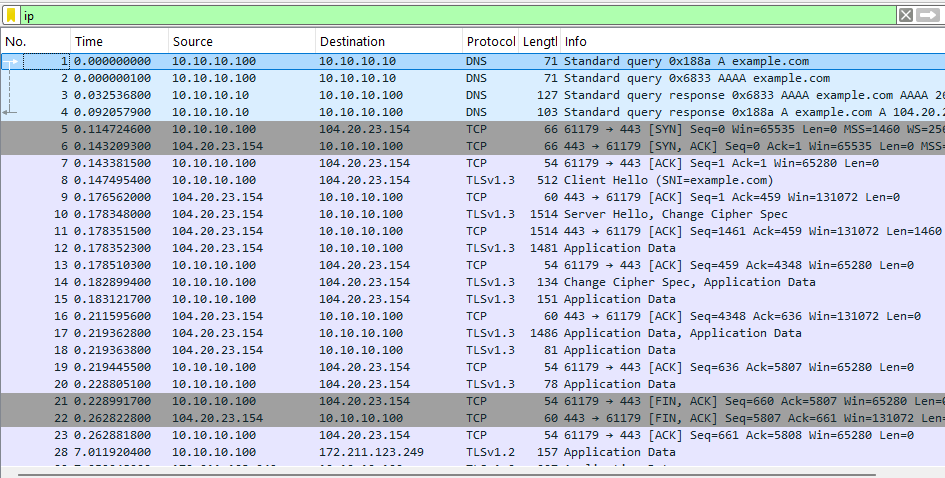 ip
No. Time Source Destination Protocol Lengtl Info
1 0.000000000 10.10.10.100 10.10.10.10 DNS 71 Standard query 0x188a A example.com
2 0.000000100 10.10.10.100 10.10.10.10 DNS 71 Standard query 0x6833 AAAA example.com
3 0.032536800 10.10.10.10 10.10.10.100 DNS 127 Standard query response 0x6833 AAAA example.com AAAA 26
4 0.092057900 10.10.10.10 10.10.10.100 DNS 103 Standard query response 0x188a A example.com A 104.20.2
5 0.114724600 10.10.10.100 104.20.23.154 TCP 66 61179 → 443 [SYN] Seq=0 Win=65535 Len=0 MSS=1460 WS=256
6 0.143209300 104.20.23.154 10.10.10.100 TCP 66 443 → 61179 [SYN, ACK] Seq=0 Ack=1 Win=65535 Len=0 MSS=
7 0.143381500 10.10.10.100 104.20.23.154 TCP 54 61179 → 443 [ACK] Seq=1 Ack=1 Win=65280 Len=0
8 0.147495400 10.10.10.100 104.20.23.154 TLSv1.3 512 Client Hello (SNI=example.com)
9 0.176562000 104.20.23.154 10.10.10.100 TCP 60 443 → 61179 [ACK] Seq=1 Ack=459 Win=131072 Len=0
10 0.178348000 104.20.23.154 10.10.10.100 TLSv1.3 1514 Server Hello, Change Cipher Spec
11 0.178351500 104.20.23.154 10.10.10.100 TCP 1514 443 → 61179 [ACK] Seq=1461 Ack=459 Win=131072 Len=1460
12 0.178352300 104.20.23.154 10.10.10.100 TLSv1.3 1481 Application Data
13 0.178510300 10.10.10.100 104.20.23.154 TCP 54 61179 → 443 [ACK] Seq=459 Ack=4348 Win=65280 Len=0
14 0.182899400 10.10.10.100 104.20.23.154 TLSv1.3 134 Change Cipher Spec, Application Data
15 0.183121700 10.10.10.100 104.20.23.154 TLSv1.3 151 Application Data
16 0.211595600 104.20.23.154 10.10.10.100 TCP 60 443 → 61179 [ACK] Seq=4348 Ack=636 Win=131072 Len=0
17 0.219362800 104.20.23.154 10.10.10.100 TLSv1.3 1486 Application Data, Application Data
18 0.219363800 104.20.23.154 10.10.10.100 TLSv1.3 81 Application Data
19 0.219445500 10.10.10.100 104.20.23.154 TCP 54 61179 → 443 [ACK] Seq=636 Ack=5807 Win=65280 Len=0
20 0.228805100 10.10.10.100 104.20.23.154 TLSv1.3 78 Application Data
21 0.228991700 10.10.10.100 104.20.23.154 TCP 54 61179 → 443 [FIN, ACK] Seq=660 Ack=5807 Win=65280 Len=0
22 0.262822800 104.20.23.154 10.10.10.100 TCP 60 443 → 61179 [FIN, ACK] Seq=5807 Ack=661 Win=131072 Len=
23 0.262881800 10.10.10.100 104.20.23.154 TCP 54 61179 → 443 [ACK] Seq=661 Ack=5808 Win=65280 Len=0
28 7.011920400 10.10.10.100 172.211.123.249 TLSv1.2 157 Application Data